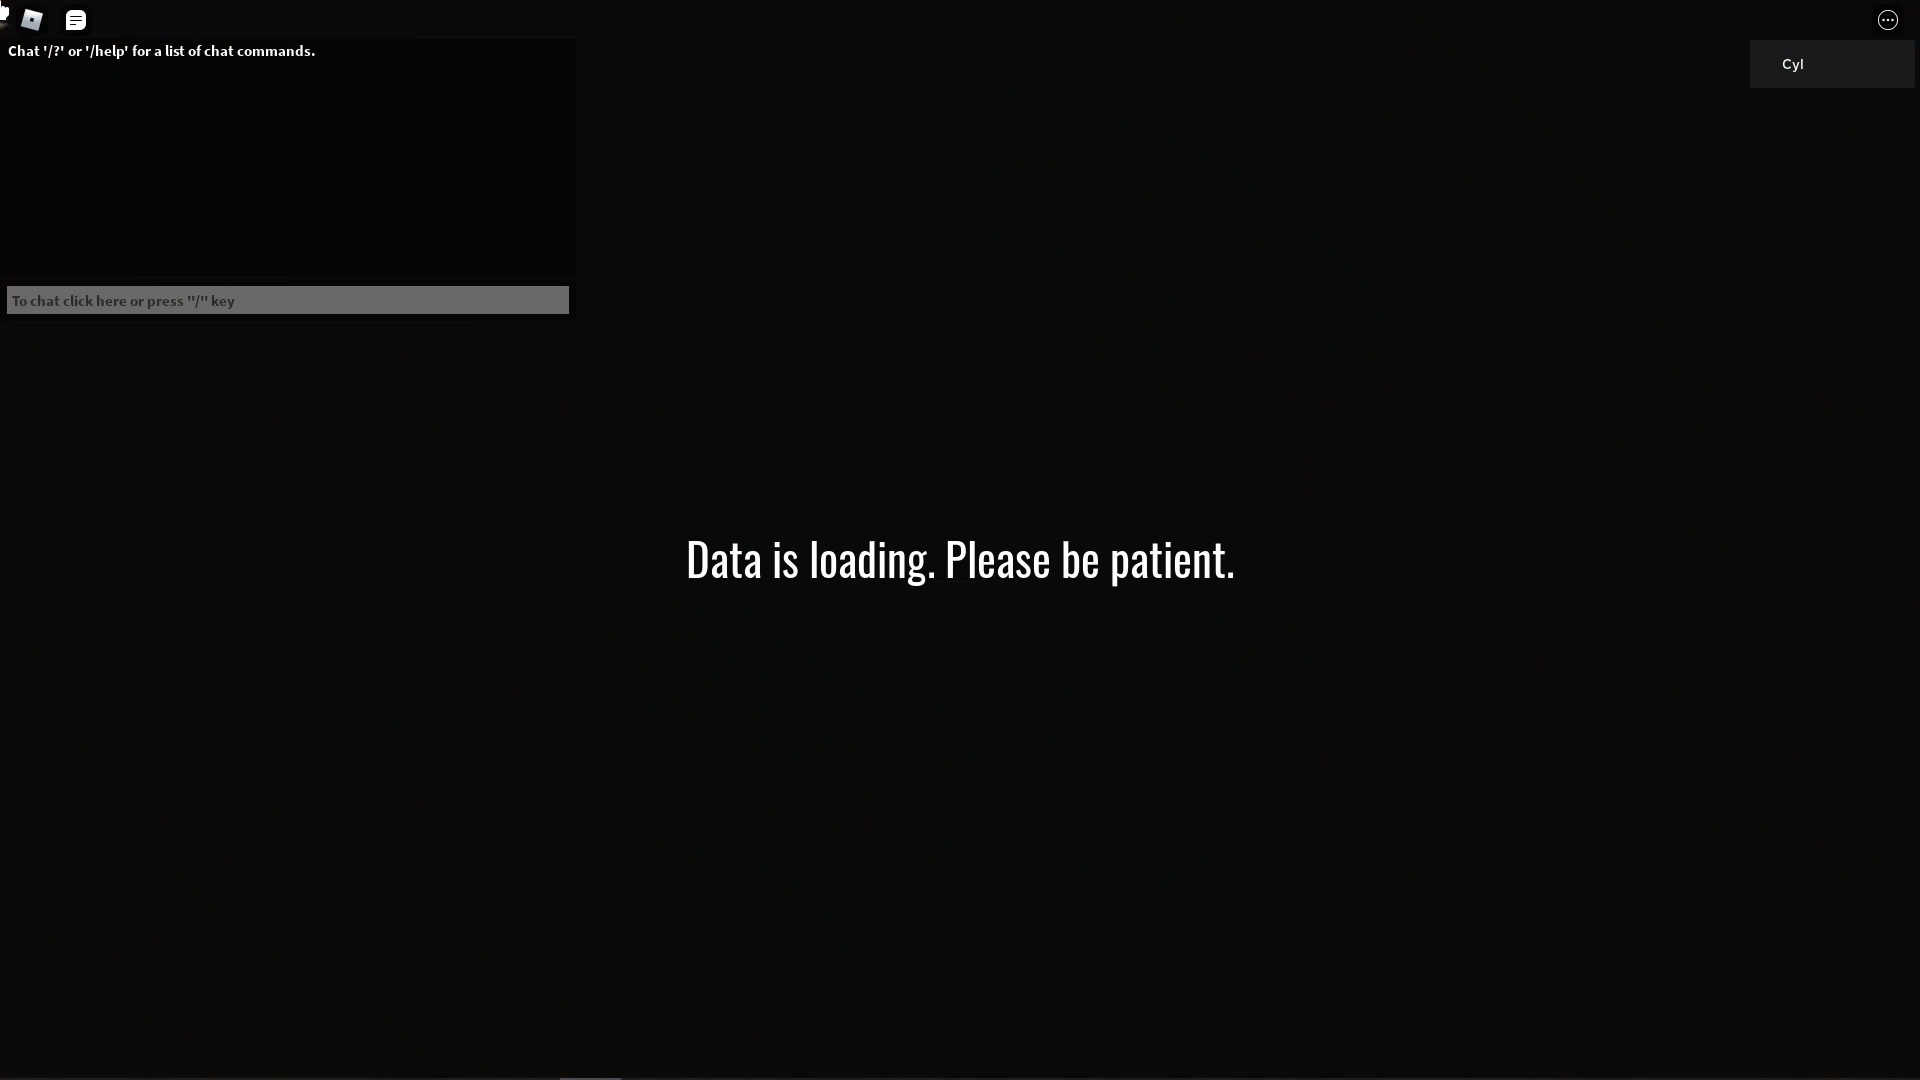 Chat '/?' or '/help' for a list of chat commands.
Cyl
To chat click here or press "/" key
Data is loading. Please be patient.